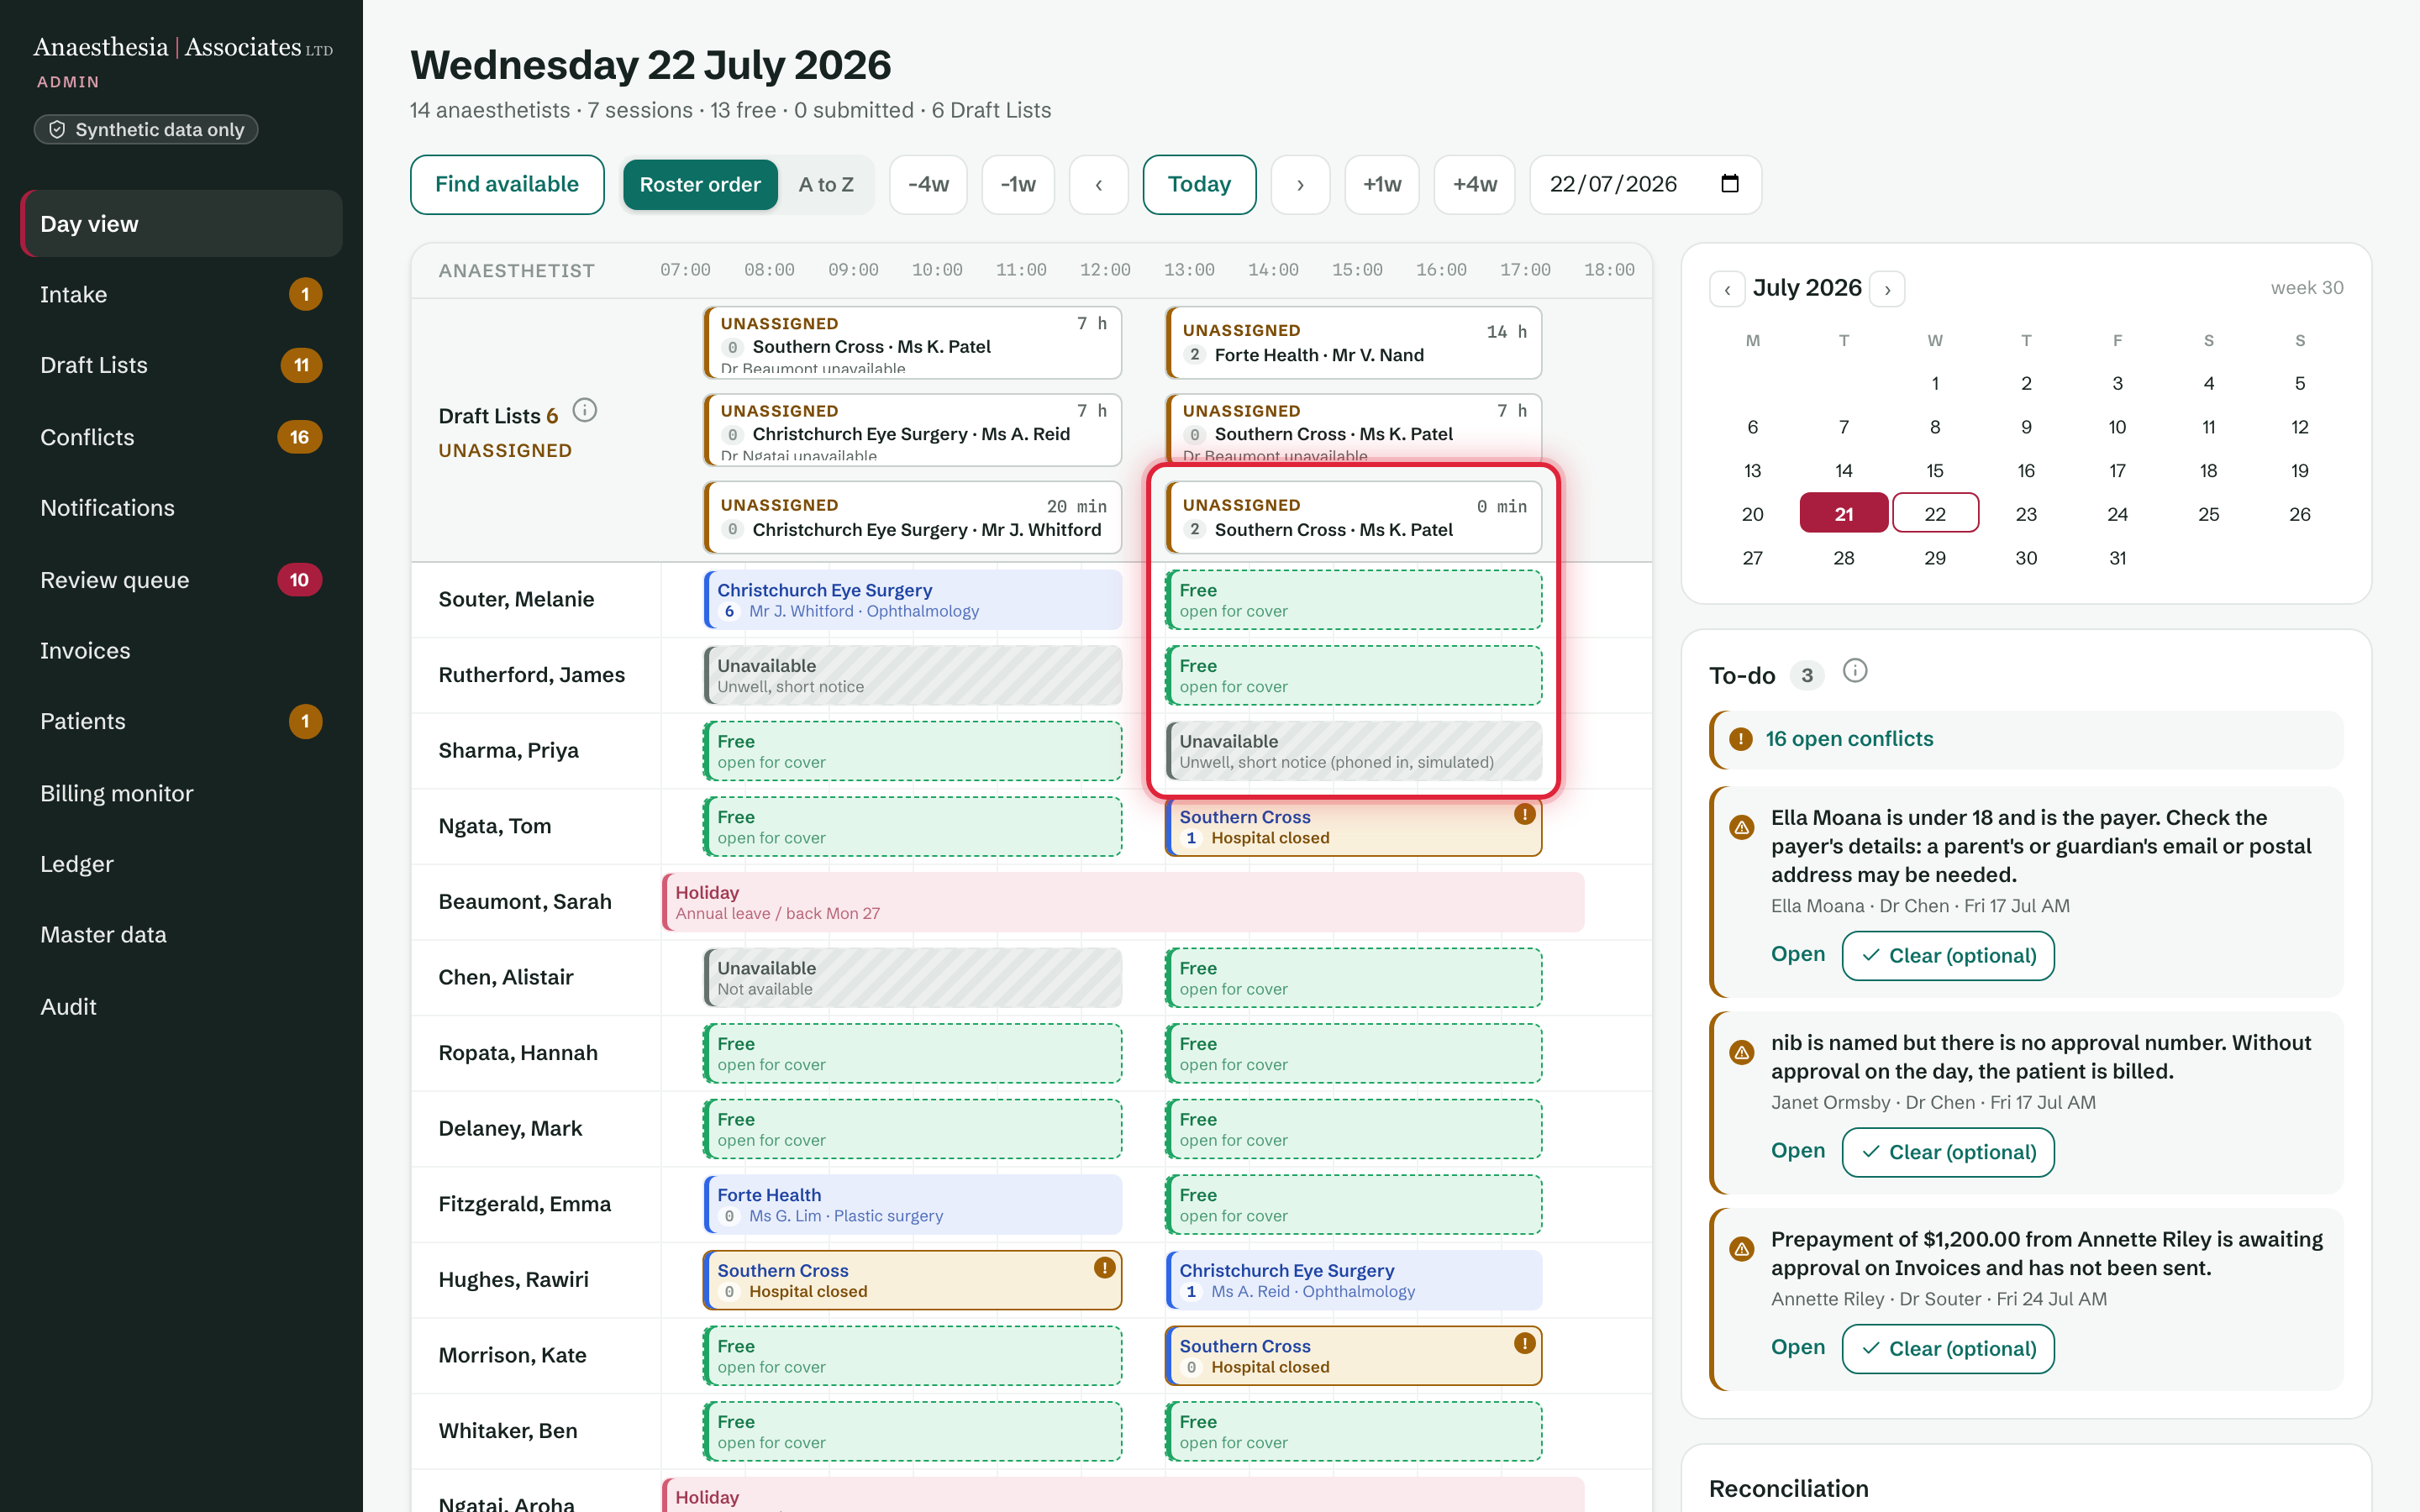 Anaesthesia | Associates LTD
ADMIN
Synthetic data only
Day view
Intake 1
Draft Lists 11
Conflicts 16
Notifications
Review queue 10
Invoices
Patients 1
Billing monitor
Ledger
Master data
Audit
Wednesday 22 July 2026
14 anaesthetists · 7 sessions · 13 free · 0 submitted · 6 Draft Lists
Find available Roster order A to Z -4w -1w ‹ Today › +1w +4w 22/07/2026
ANAESTHETIST 07:00 08:00 09:00 10:00 11:00 12:00 13:00 14:00 15:00 16:00 17:00 18:00
Draft Lists 6
UNASSIGNED
UNASSIGNED 7 h
0 Southern Cross · Ms K. Patel
Dr Beaumont unavailable
UNASSIGNED 14 h
2 Forte Health · Mr V. Nand
UNASSIGNED 7 h
0 Christchurch Eye Surgery · Ms A. Reid
Dr Ngatai unavailable
UNASSIGNED 7 h
0 Southern Cross · Ms K. Patel
Dr Beaumont unavailable
UNASSIGNED 20 min
0 Christchurch Eye Surgery · Mr J. Whitford
UNASSIGNED 0 min
2 Southern Cross · Ms K. Patel
Souter, Melanie
Christchurch Eye Surgery
6 Mr J. Whitford · Ophthalmology
Free
open for cover
Rutherford, James
Unavailable
Unwell, short notice
Free
open for cover
Sharma, Priya
Free
open for cover
Unavailable
Unwell, short notice (phoned in, simulated)
Ngata, Tom
Free
open for cover
Southern Cross !
1 Hospital closed
Beaumont, Sarah
Holiday
Annual leave / back Mon 27
Chen, Alistair
Unavailable
Not available
Free
open for cover
Ropata, Hannah
Free
open for cover
Free
open for cover
Delaney, Mark
Free
open for cover
Free
open for cover
Fitzgerald, Emma
Forte Health
0 Ms G. Lim · Plastic surgery
Free
open for cover
Hughes, Rawiri
Southern Cross !
0 Hospital closed
Christchurch Eye Surgery
1 Ms A. Reid · Ophthalmology
Morrison, Kate
Free
open for cover
Southern Cross !
0 Hospital closed
Whitaker, Ben
Free
open for cover
Free
open for cover
Ngatai, Aroha
Holiday
‹ July 2026 › week 30
M T W T F S S
1 2 3 4 5
6 7 8 9 10 11 12
13 14 15 16 17 18 19
20 21 22 23 24 25 26
27 28 29 30 31
To-do 3
! 16 open conflicts
Ella Moana is under 18 and is the payer. Check the
payer's details: a parent's or guardian's email or postal
address may be needed.
Ella Moana · Dr Chen · Fri 17 Jul AM
Open ✓ Clear (optional)
nib is named but there is no approval number. Without
approval on the day, the patient is billed.
Janet Ormsby · Dr Chen · Fri 17 Jul AM
Open ✓ Clear (optional)
Prepayment of $1,200.00 from Annette Riley is awaiting
approval on Invoices and has not been sent.
Annette Riley · Dr Souter · Fri 24 Jul AM
Open ✓ Clear (optional)
Reconciliation